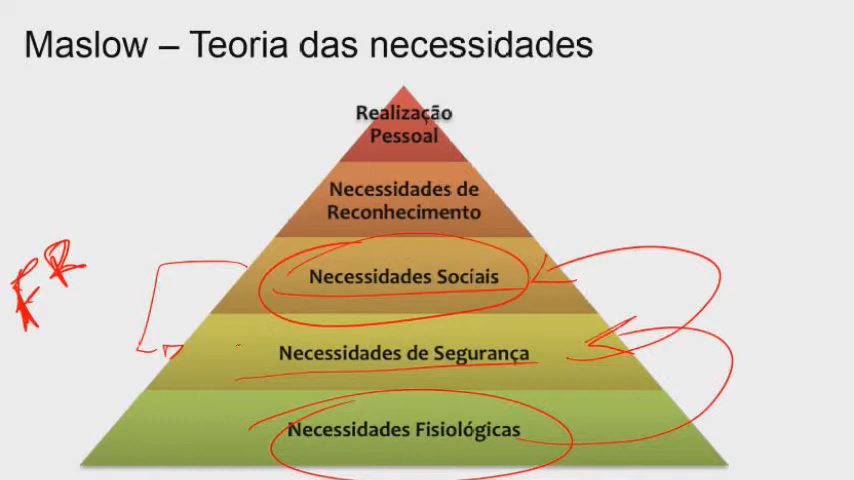 Maslow – Teoria das necessidades
Realização
Pessoal
Necessidades de
Reconhecimento
Necessidades Sociais
Necessidades de Segurança
Necessidades Fisiológicas